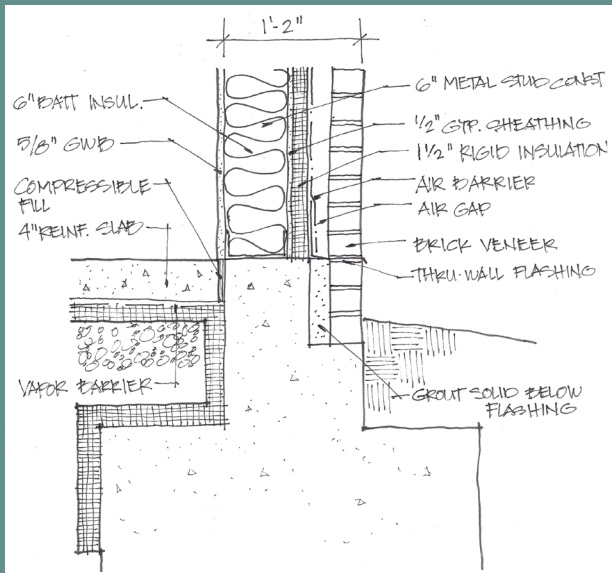 1'-2"
6" BATT INSUL.
5/8" GWB
COMPRESSIBLE
FILL
4" REINF. SLAB
VAPOR BARRIER
6" METAL STUD CONST
1/2" GYP. SHEATHING
1 1/2" RIGID INSULATION
AIR BARRIER
AIR GAP
BRICK VENEER
THRU-WALL FLASHING
GROUT SOLID BELOW
FLASHING